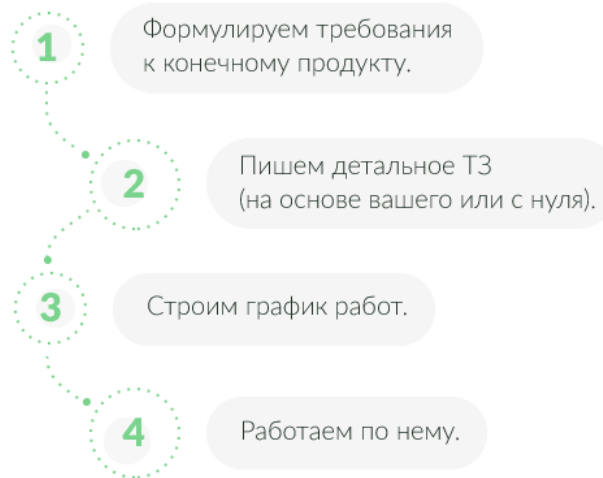 1
Формулируем требования
к конечному продукту.
2
Пишем детальное ТЗ
(на основе вашего или с нуля).
3
Строим график работ.
4
Работаем по нему.